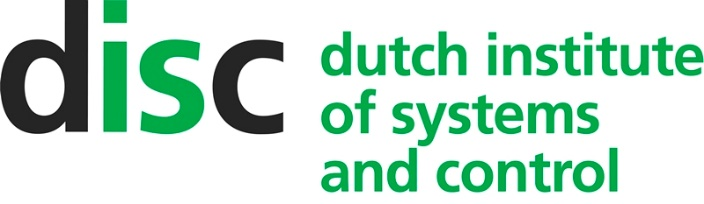 disc
dutch institute
of systems
and control